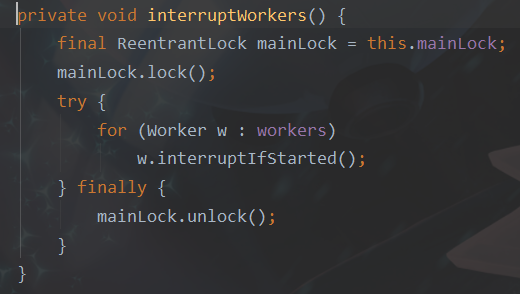 private void interruptWorkers() {
    final ReentrantLock mainLock = this.mainLock;
    mainLock.lock();
    try {
        for (Worker w : workers)
            w.interruptIfStarted();
    } finally {
        mainLock.unlock();
    }
}